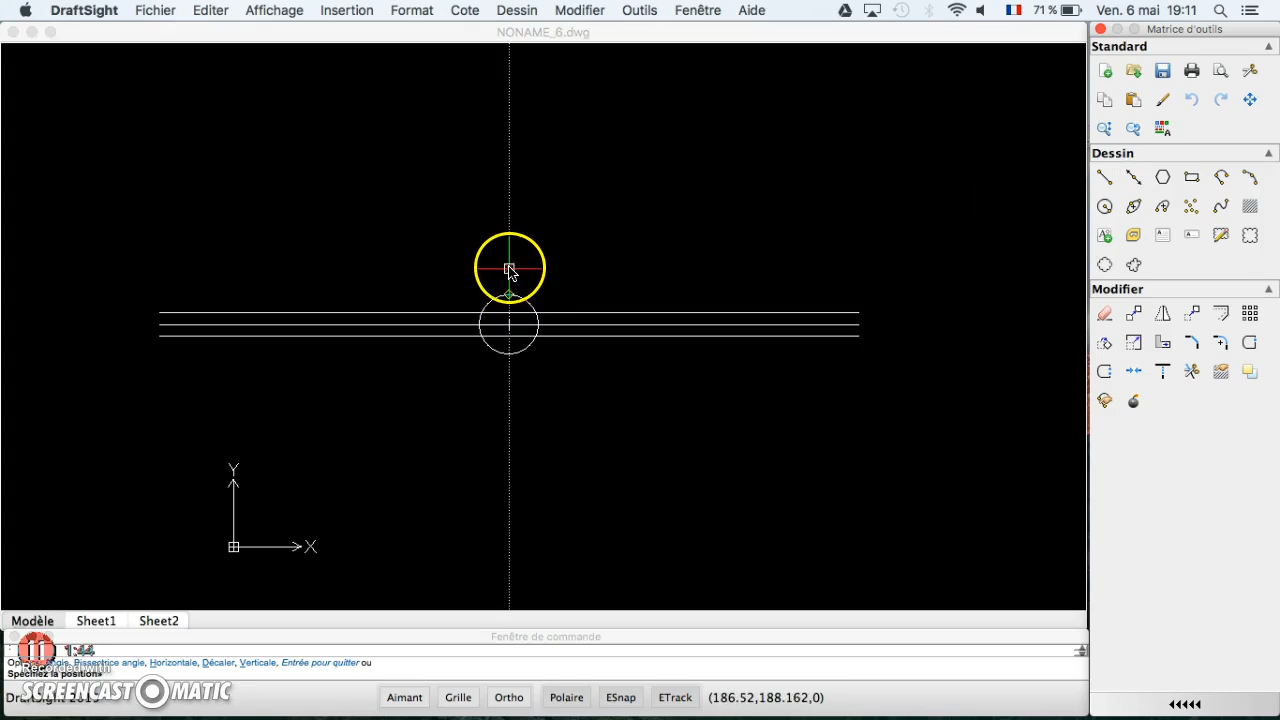 DraftSight Fichier Editer Affichage Insertion Format Cote Dessin Modifier Outils Fenêtre Aide 71 % Ven. 6 mai 19:11
NONAME_6.dwg
Matrice d'outils
Standard
Dessin
Modifier
Y
X
Modèle Sheet1 Sheet2
Fenêtre de commande
1:44
angle, Horizontale, Décaler, Verticale, Entrée pour quitter ou
Spécifiez la position»
Recorded with
SCREENCAST MATIC
Aimant Grille Ortho Polaire ESnap ETrack (186.52,188.162,0)